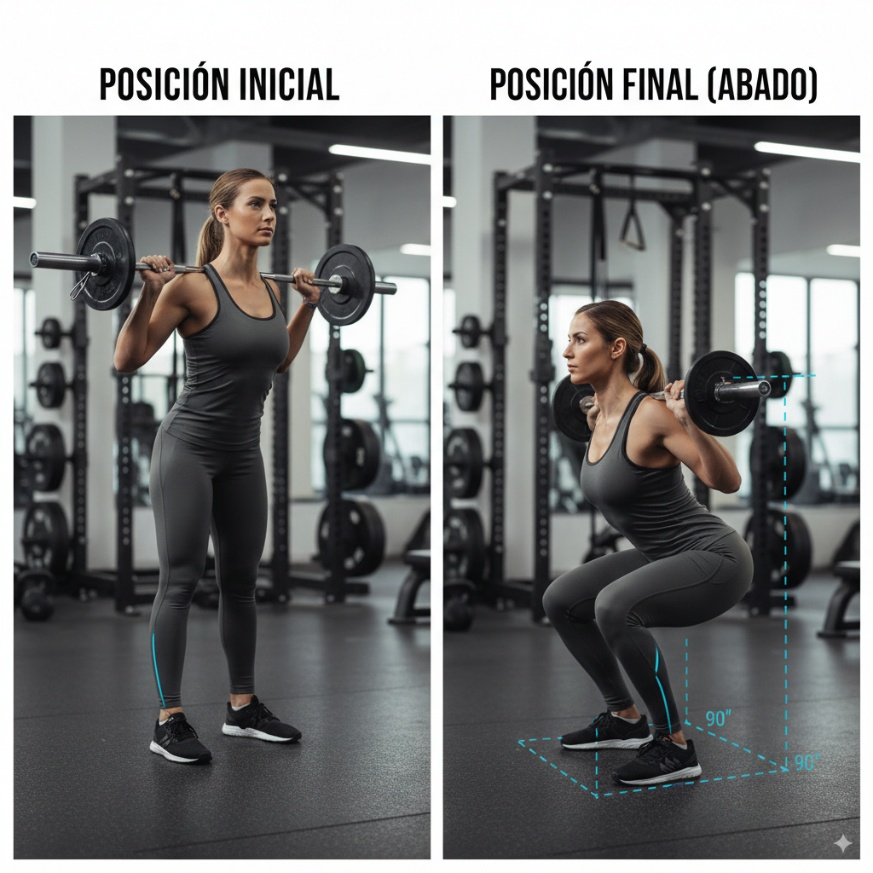 POSICIÓN INICIAL
POSICIÓN FINAL (ABADO)
90"
90°